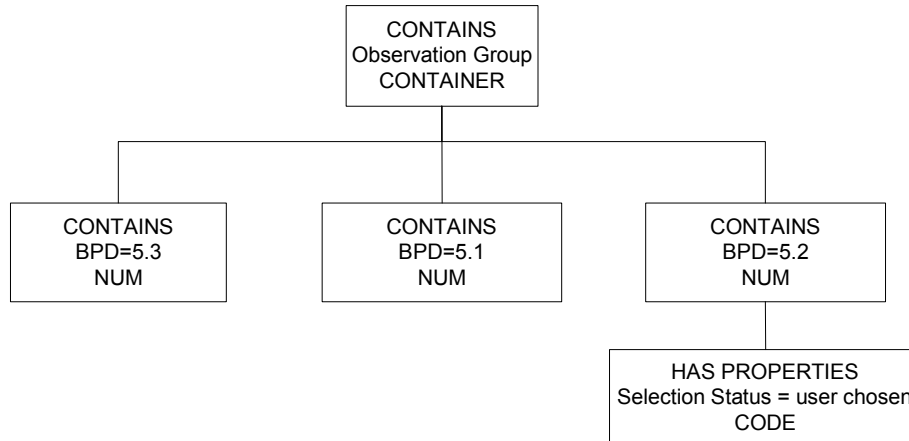 CONTAINS
Observation Group
CONTAINER
CONTAINS
BPD=5.3
NUM
CONTAINS
BPD=5.1
NUM
CONTAINS
BPD=5.2
NUM
HAS PROPERTIES
Selection Status = user chosen
CODE